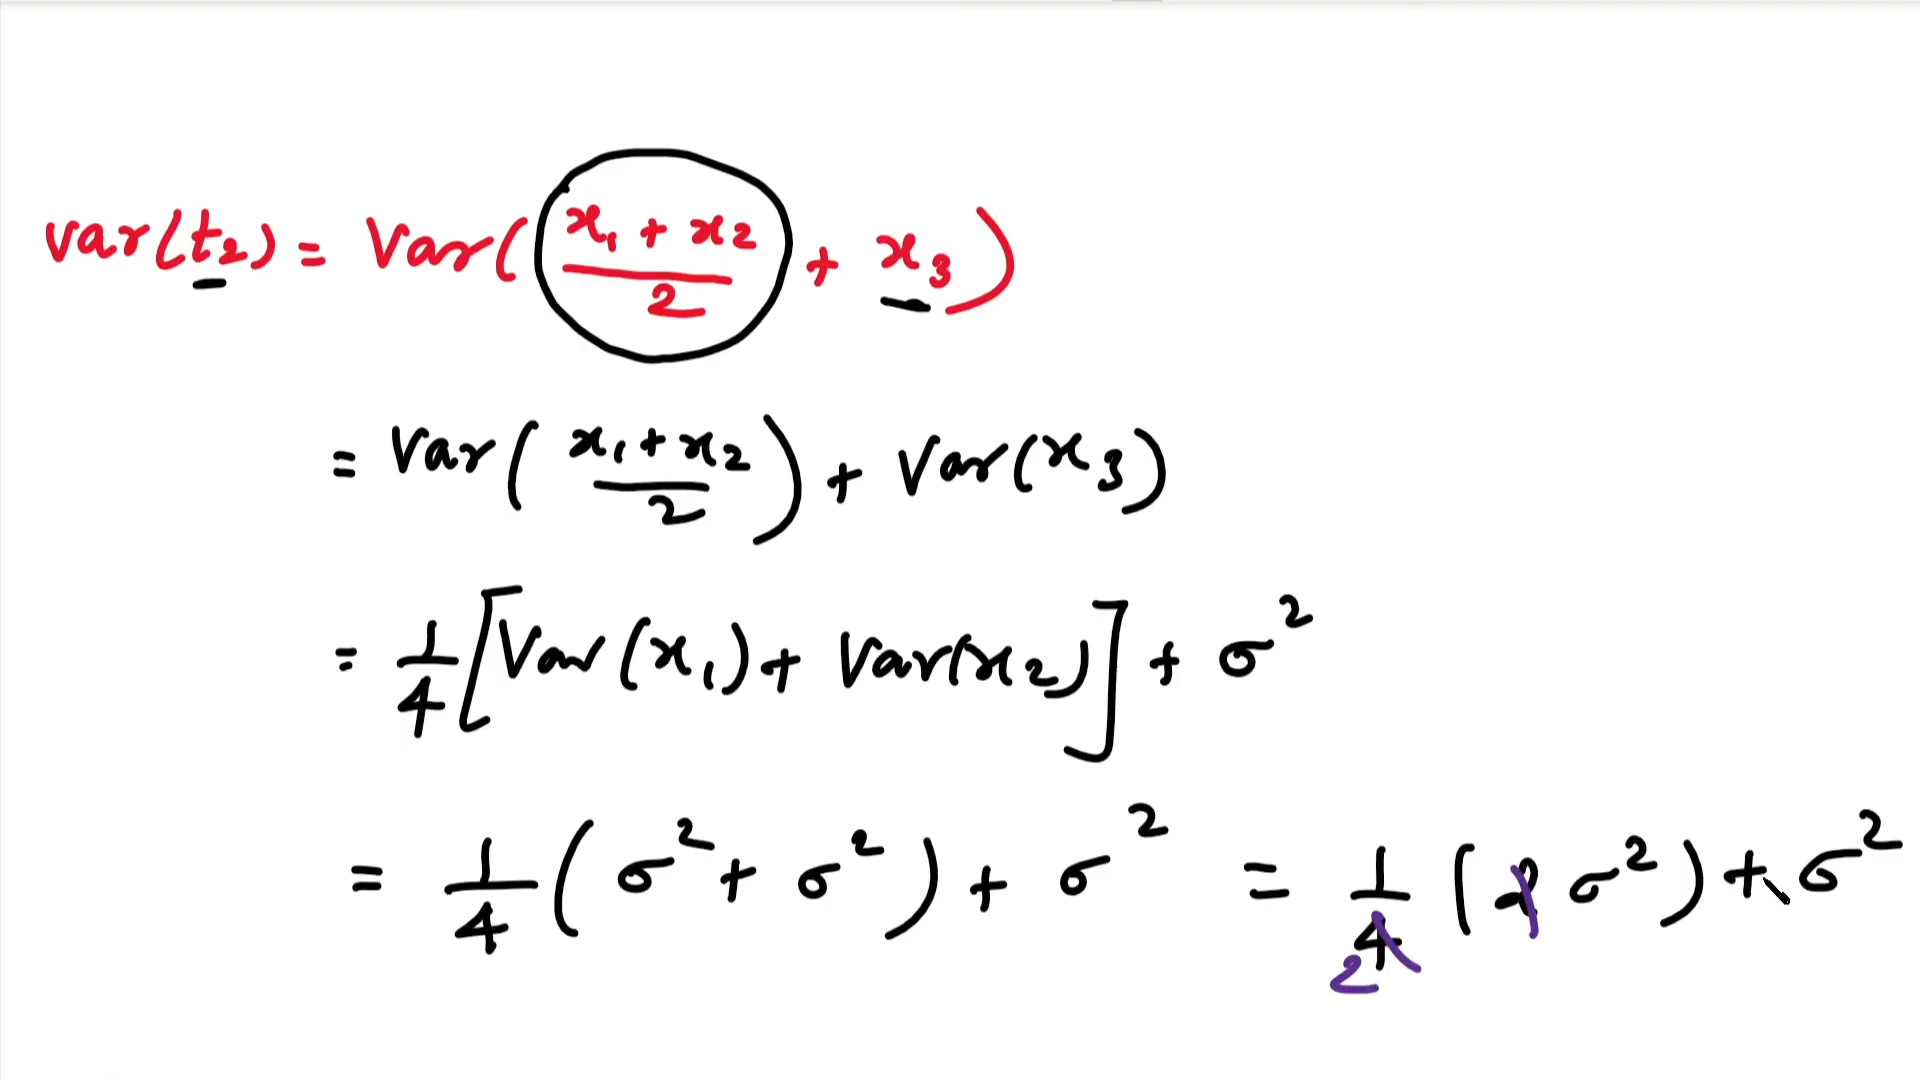 var(t₂) = Var( (x₁ + x₂)/2 + x₃ )
= Var( (x₁ + x₂)/2 ) + Var(x₃)
= 1/4 [Var(x₁) + Var(x₂)] + σ²
= 1/4 (σ² + σ²) + σ² = 1/4 2 (2σ²) + σ²